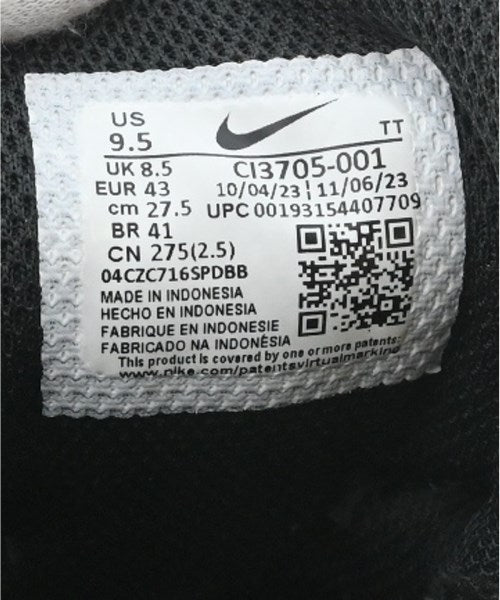 US
9.5
TT
UK 8.5
CI3705-001
EUR 43
10/04/23 | 11/06/23
cm 27.5
UPC 00193154407709
BR 41
CN 275(2.5)
04CZC716SPDBB
MADE IN INDONESIA
HECHO EN INDONESIA
FABRIQUE EN INDONESIE
FABRICADO NA INDONÉSIA
This product is covered by one or more patents:
www.nike.com/patentsvirtualmarking